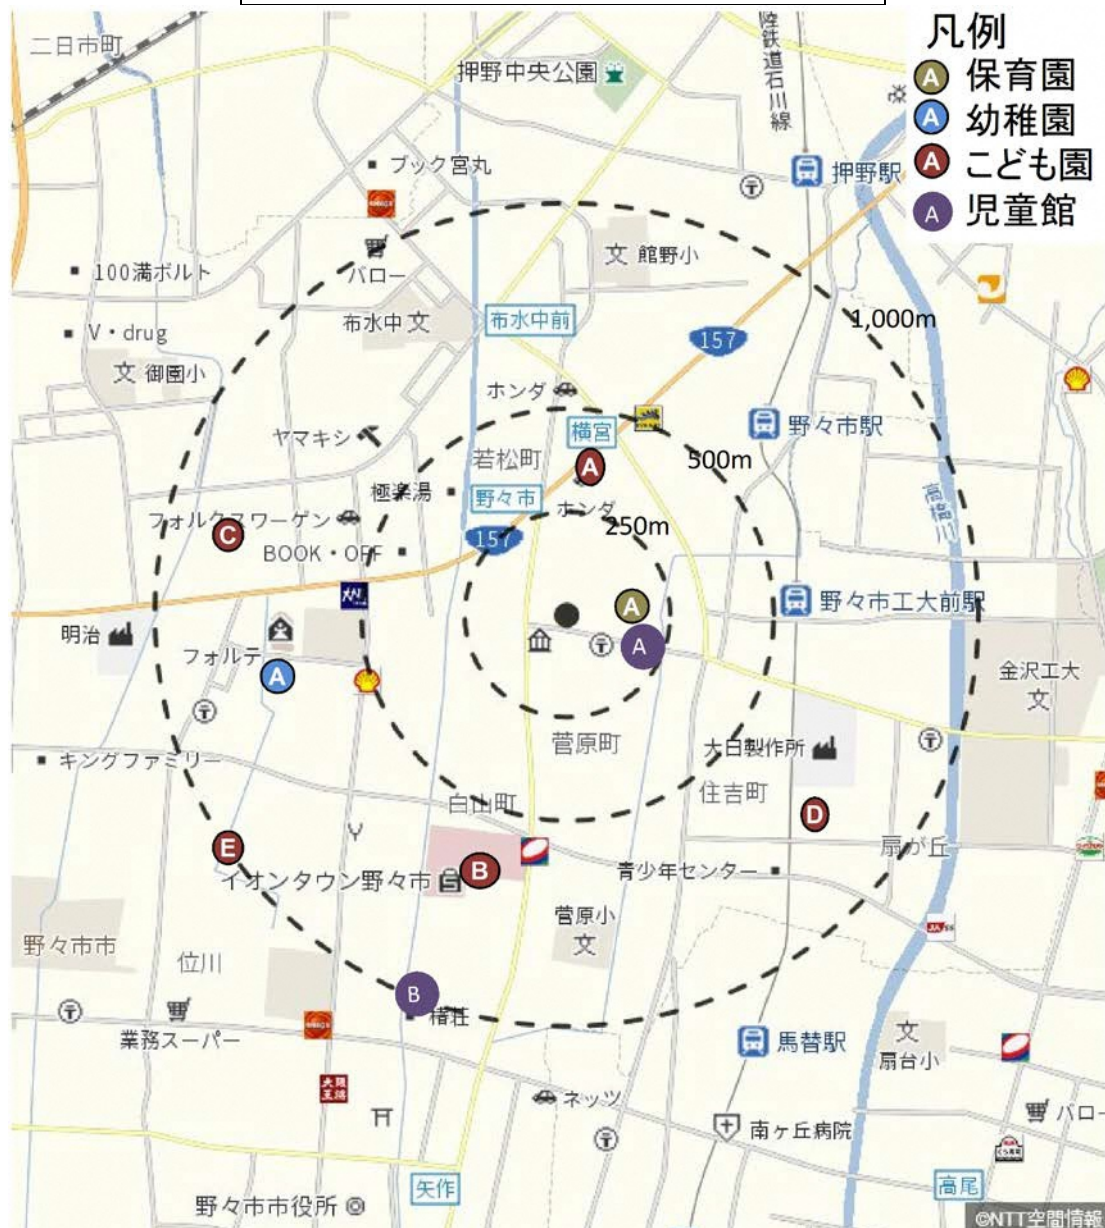 凡例
A 保育園
A 幼稚園
A こども園
A 児童館
二日市町
押野中央公園
陸鉄道石川線
押野駅
ブック宮丸
館野小
バロー
100満ボルト
布水中
布水中前
V・drug
157
1,000m
御園小
ホンダ
野々市駅
ヤマキシ
横宮
若松町
A
500m
極楽湯
野々市
ホンダ
フォルクスワーゲン
C
157
250m
BOOK・OFF
A
野々市工大前駅
明治
フォルテ
A
A
金沢工大
菅原町
大日製作所
キングファミリー
白山町
住吉町
D
E
扇が丘
イオンタウン野々市
B
青少年センター
菅原小
野々市市
位川
B
椿荘
業務スーパー
馬替駅
扇台小
ネッツ
南ヶ丘病院
バロー
矢作
高尾
野々市市役所
©NTT空間情報